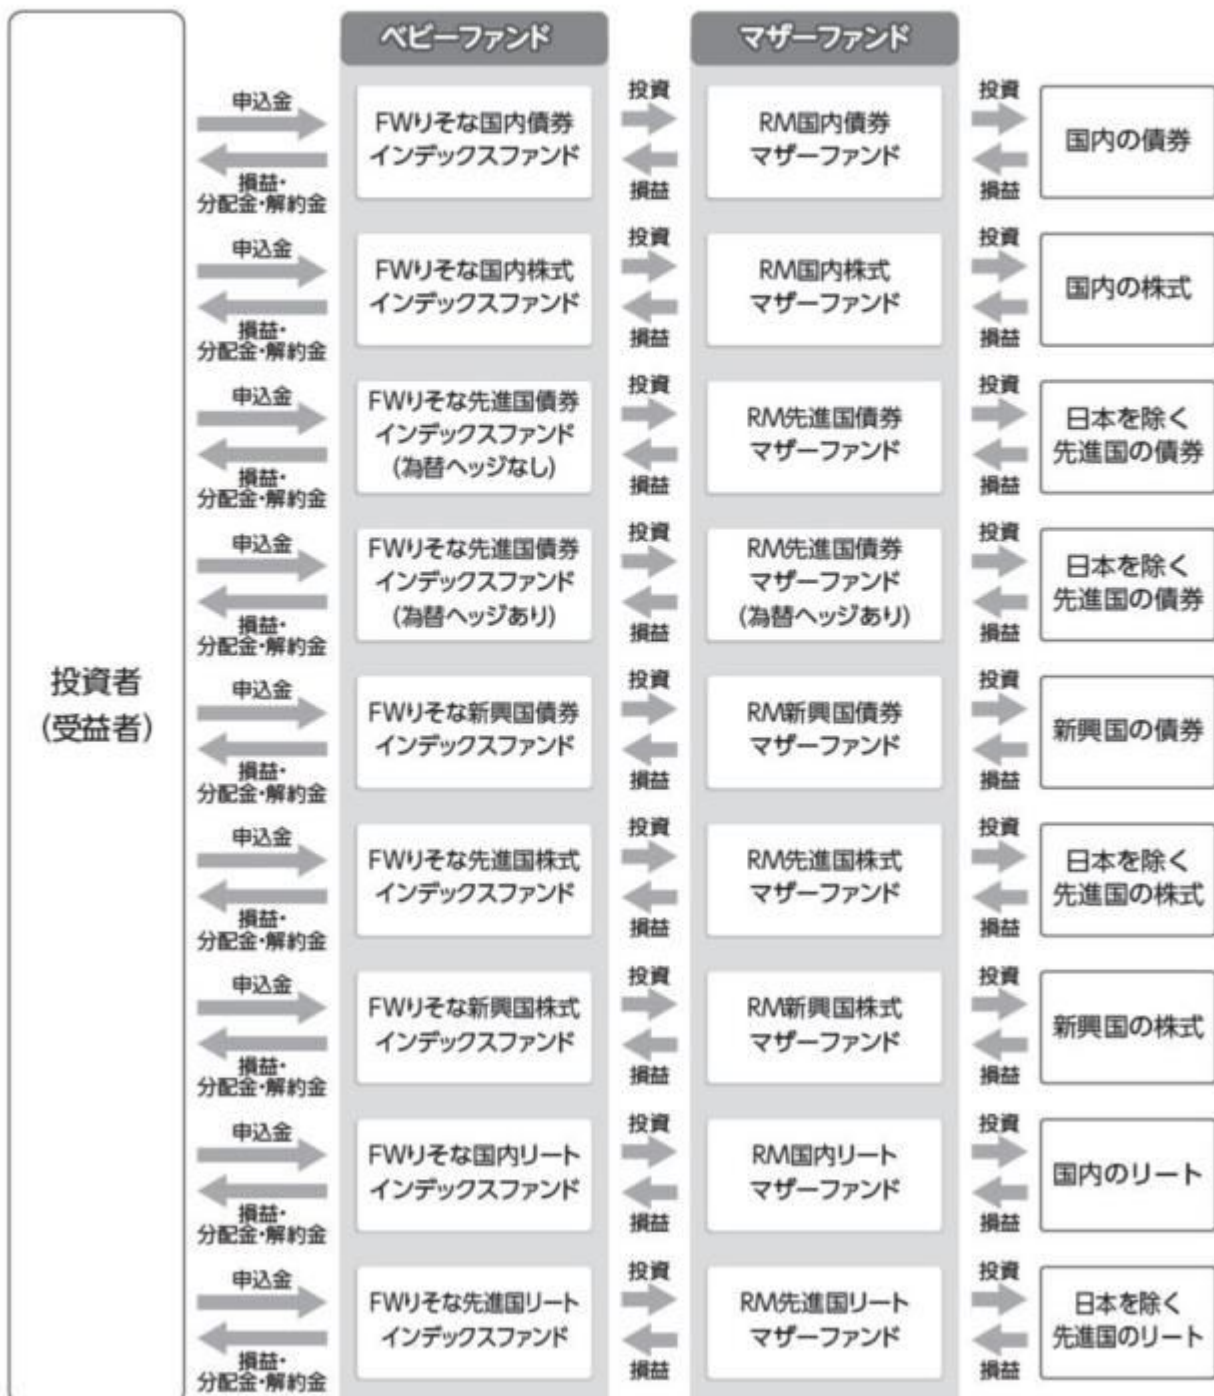 ベビーファンド
マザーファンド
投資者
(受益者)
申込金
損益・
分配金・解約金
FWりそな国内債券
インデックスファンド
投資
損益
RM国内債券
マザーファンド
投資
損益
国内の債券
申込金
損益・
分配金・解約金
FWりそな国内株式
インデックスファンド
投資
損益
RM国内株式
マザーファンド
投資
損益
国内の株式
申込金
損益・
分配金・解約金
FWりそな先進国債券
インデックスファンド
(為替ヘッジなし)
投資
損益
RM先進国債券
マザーファンド
投資
損益
日本を除く
先進国の債券
申込金
損益・
分配金・解約金
FWりそな先進国債券
インデックスファンド
(為替ヘッジあり)
投資
損益
RM先進国債券
マザーファンド
(為替ヘッジあり)
投資
損益
日本を除く
先進国の債券
申込金
損益・
分配金・解約金
FWりそな新興国債券
インデックスファンド
投資
損益
RM新興国債券
マザーファンド
投資
損益
新興国の債券
申込金
損益・
分配金・解約金
FWりそな先進国株式
インデックスファンド
投資
損益
RM先進国株式
マザーファンド
投資
損益
日本を除く
先進国の株式
申込金
損益・
分配金・解約金
FWりそな新興国株式
インデックスファンド
投資
損益
RM新興国株式
マザーファンド
投資
損益
新興国の株式
申込金
損益・
分配金・解約金
FWりそな国内リート
インデックスファンド
投資
損益
RM国内リート
マザーファンド
投資
損益
国内のリート
申込金
損益・
分配金・解約金
FWりそな先進国リート
インデックスファンド
投資
損益
RM先進国リート
マザーファンド
投資
損益
日本を除く
先進国のリート